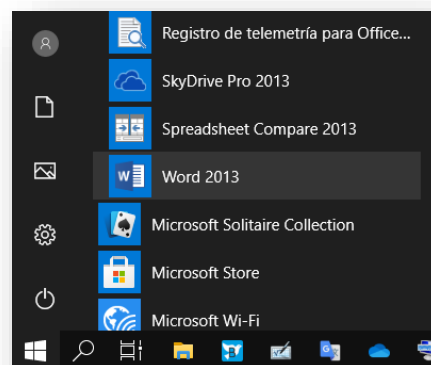 Registro de telemetría para Office...
SkyDrive Pro 2013
Spreadsheet Compare 2013
Word 2013
Microsoft Solitaire Collection
Microsoft Store
Microsoft Wi-Fi